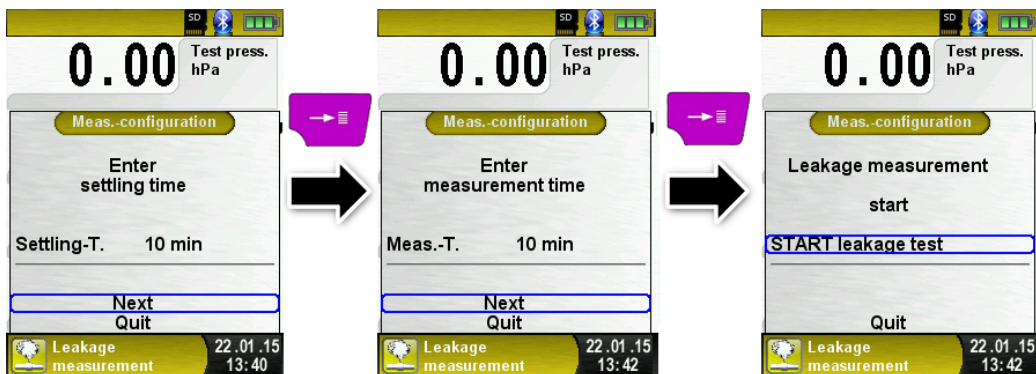 SD
0.00
Test press.
hPa
Meas.-configuration
Enter
settling time
Settling-T. 10 min
Next
Quit
Leakage
measurement
22.01.15
13:40
SD
0.00
Test press.
hPa
Meas.-configuration
Enter
measurement time
Meas.-T. 10 min
Next
Quit
Leakage
measurement
22.01.15
13:42
SD
0.00
Test press.
hPa
Meas.-configuration
Leakage measurement
start
START leakage test
Quit
Leakage
measurement
22.01.15
13:42